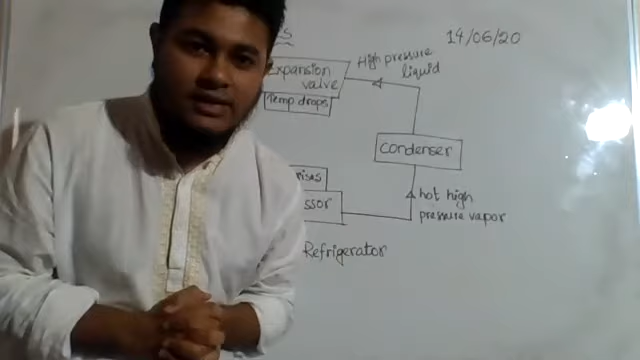 14/06/20
High pressure
liquid
Expansion
valve
Temp drops
condenser
hot high
pressure vapor
Refrigerator